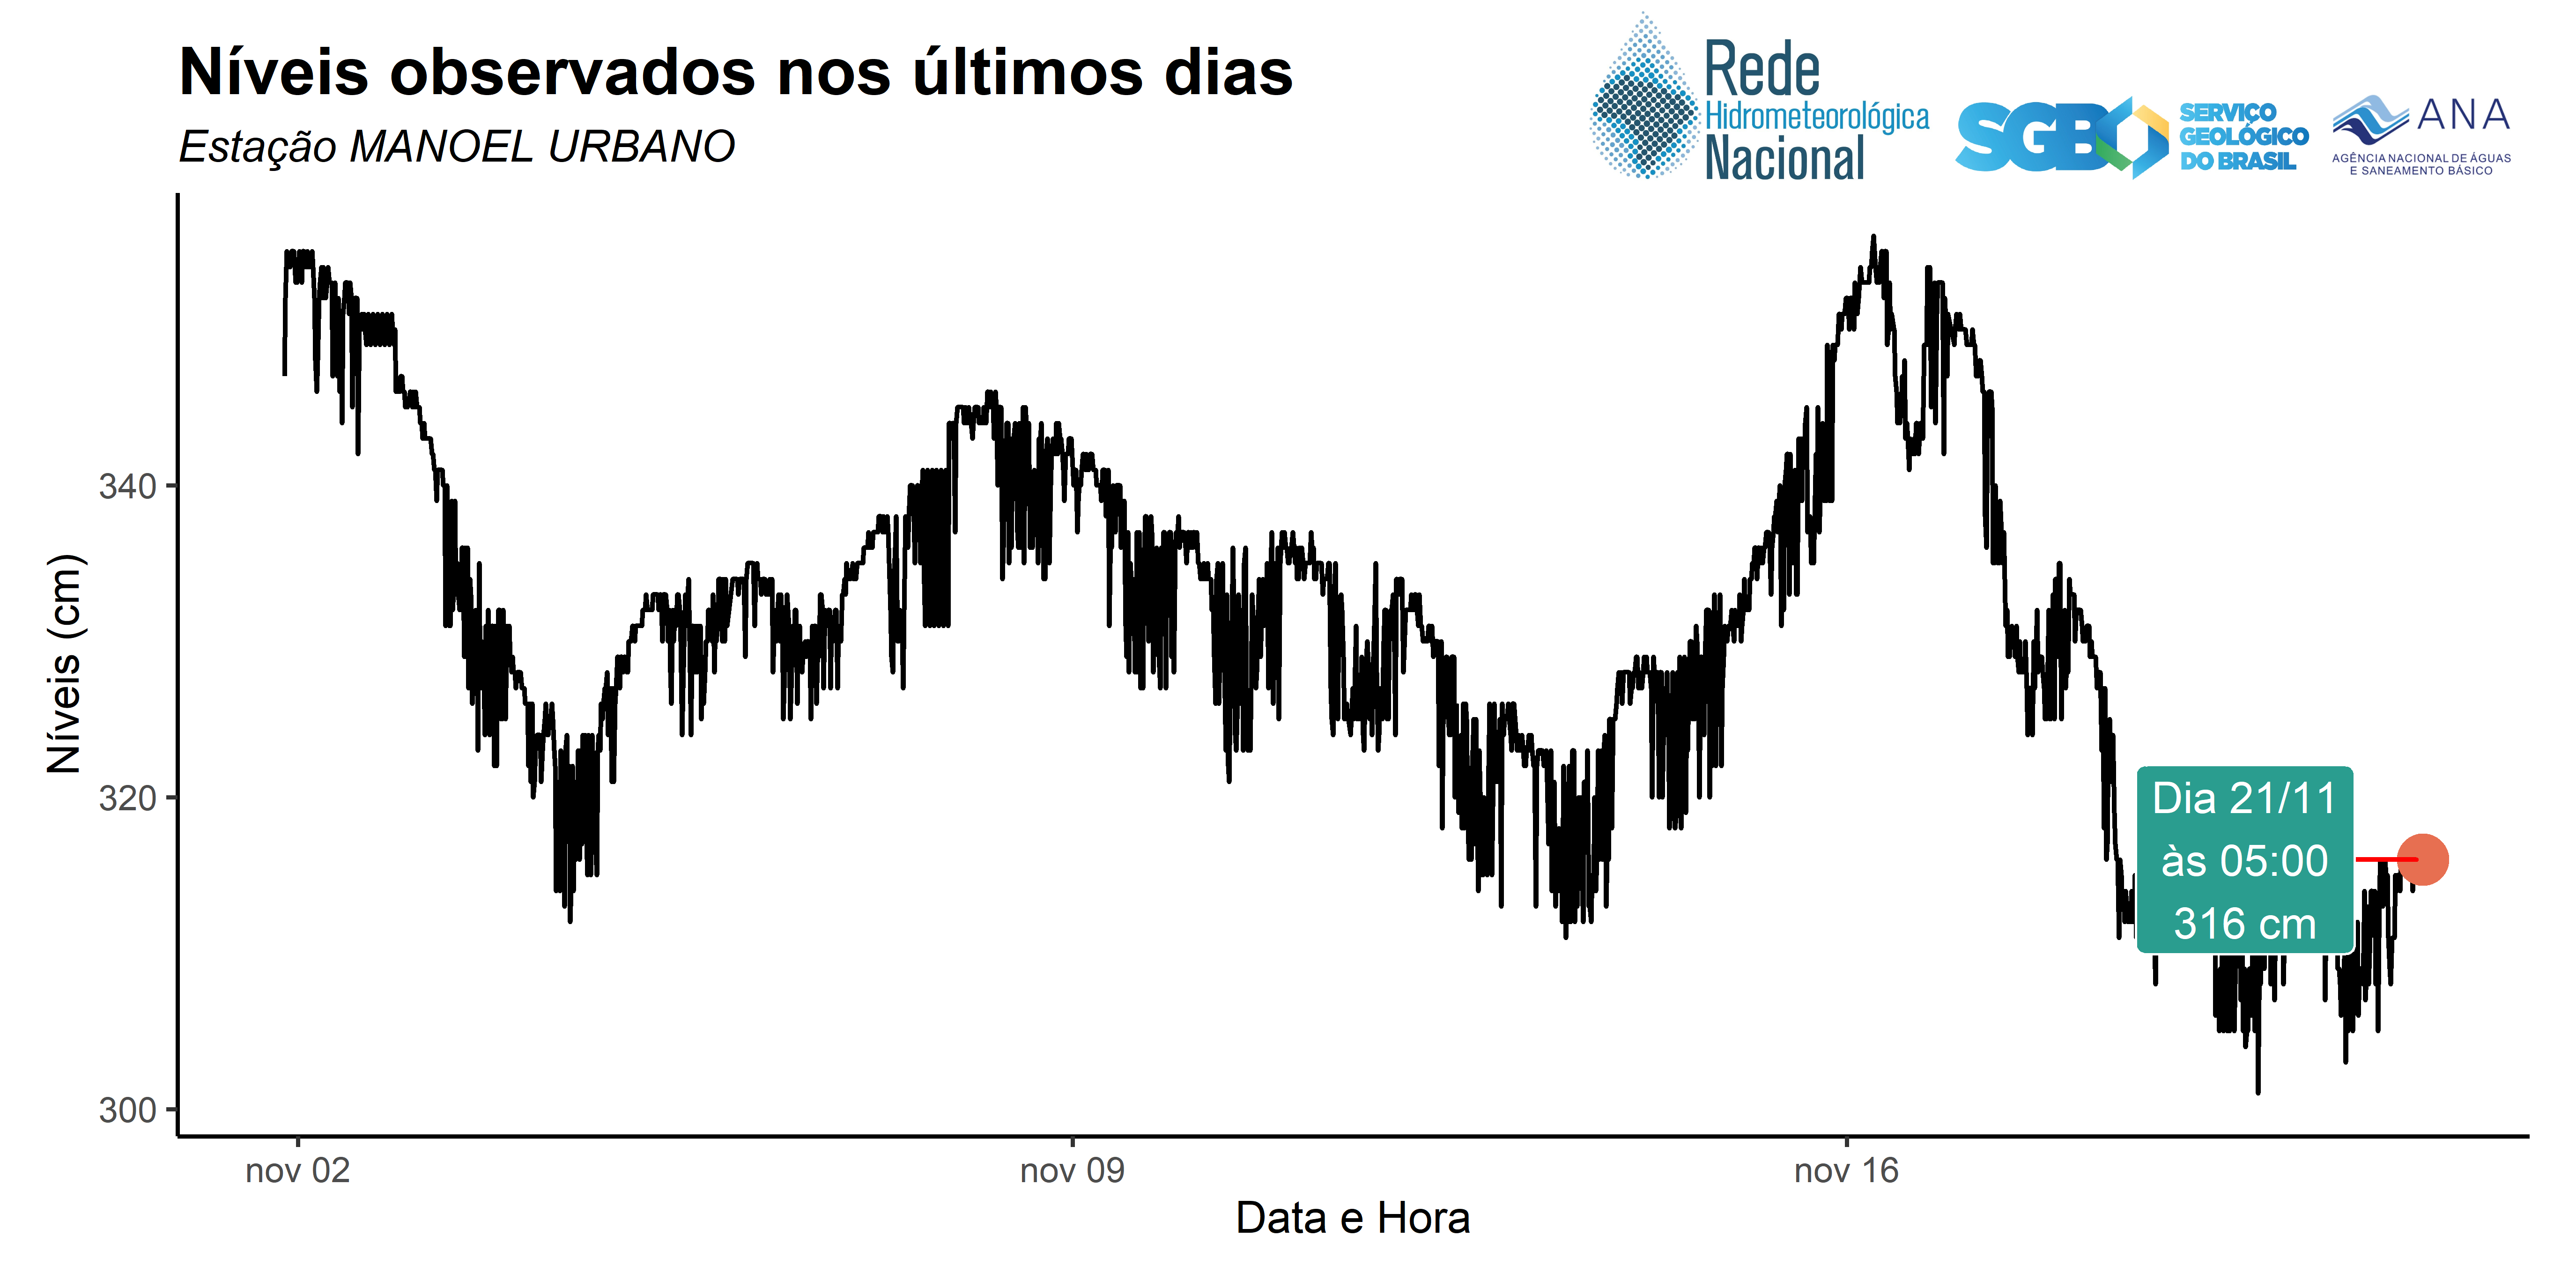 Níveis observados nos últimos dias
Estação MANOEL URBANO
Rede
Hidrometeorológica
Nacional
SGB
SERVIÇO
GEOLÓGICO
DO BRASIL
ANA
AGÊNCIA NACIONAL DE ÁGUAS
E SANEAMENTO BÁSICO
Níveis (cm)
340
320
300
Dia 21/11
às 05:00
316 cm
nov 02
nov 09
nov 16
Data e Hora